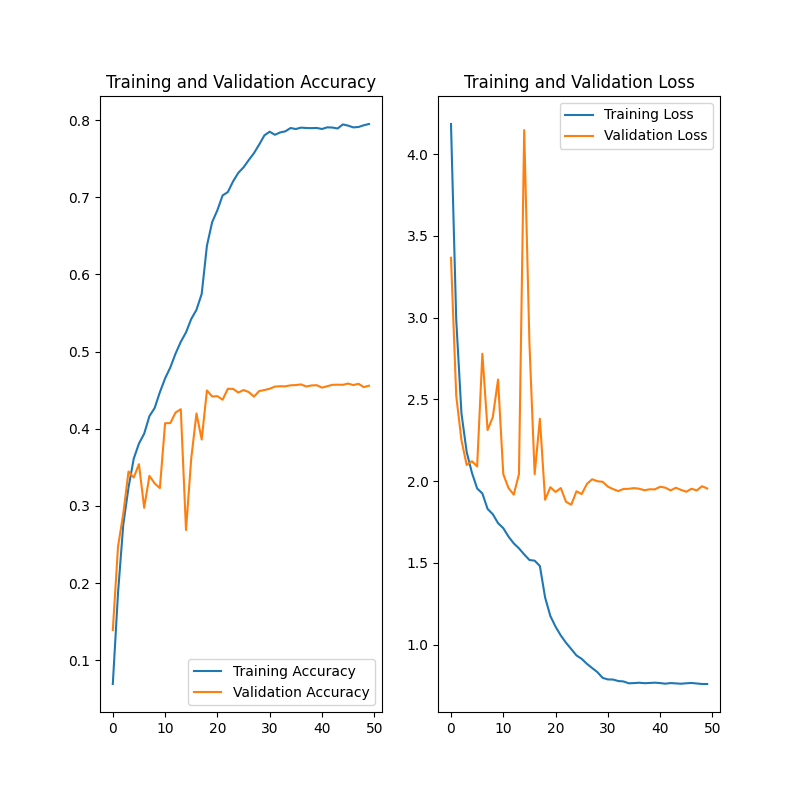 Training and Validation Accuracy
0.8
0.7
0.6
0.5
0.4
0.3
0.2
0.1
Training Accuracy
Validation Accuracy
0 10 20 30 40 50
Training and Validation Loss
Training Loss
Validation Loss
4.0
3.5
3.0
2.5
2.0
1.5
1.0
0 10 20 30 40 50